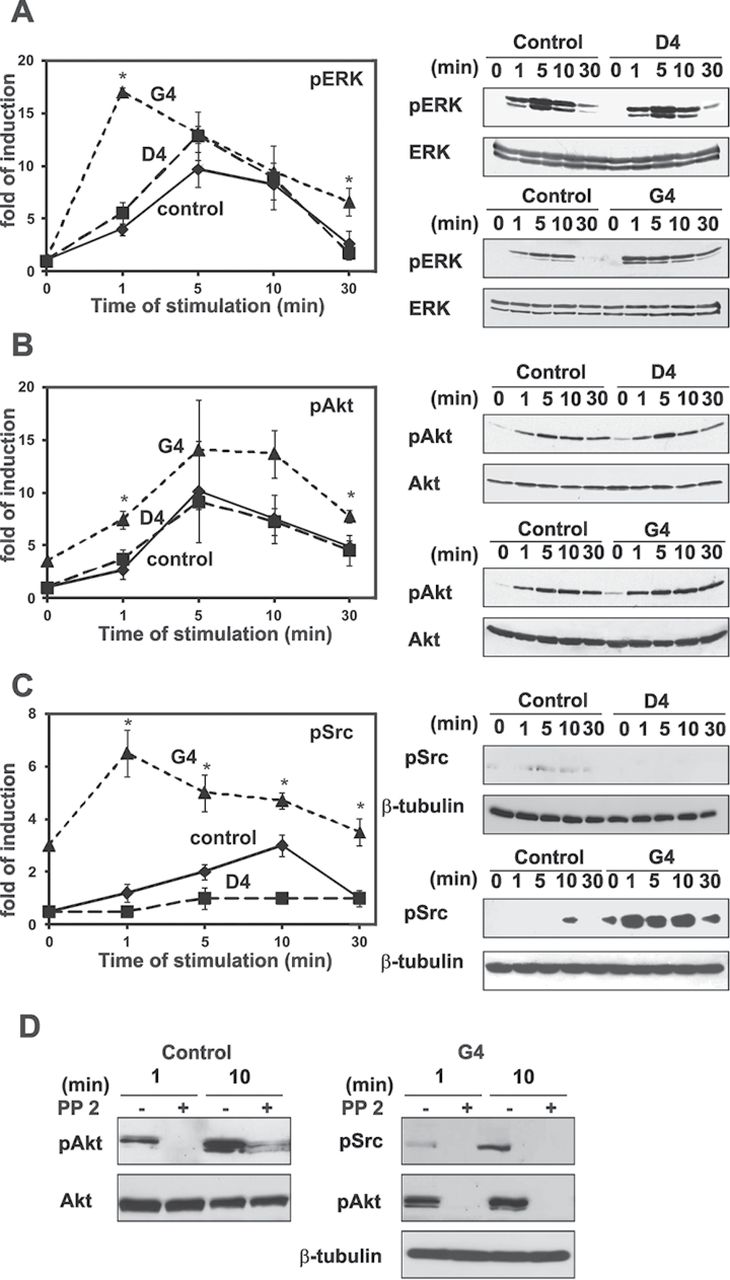 A
20
15
10
5
0
fold of induction
*
G4
pERK
D4
control
*
0 1 5 10 30
Time of stimulation (min)
Control D4
(min) 0 1 5 10 30 0 1 5 10 30
pERK
ERK
Control G4
(min) 0 1 5 10 30 0 1 5 10 30
pERK
ERK
B
20
15
10
5
0
fold of induction
pAkt
G4
*
*
D4
control
0 1 5 10 30
Time of stimulation (min)
Control D4
(min) 0 1 5 10 30 0 1 5 10 30
pAkt
Akt
Control G4
(min) 0 1 5 10 30 0 1 5 10 30
pAkt
Akt
C
8
6
4
2
0
fold of induction
*
pSrc
G4
*
*
*
control
D4
0 1 5 10 30
Time of stimulation (min)
Control D4
(min) 0 1 5 10 30 0 1 5 10 30
pSrc
β-tubulin
Control G4
(min) 0 1 5 10 30 0 1 5 10 30
pSrc
β-tubulin
D
Control
(min) 1 10
PP 2 - + - +
pAkt
Akt
G4
(min) 1 10
PP 2 - + - +
pSrc
pAkt
β-tubulin